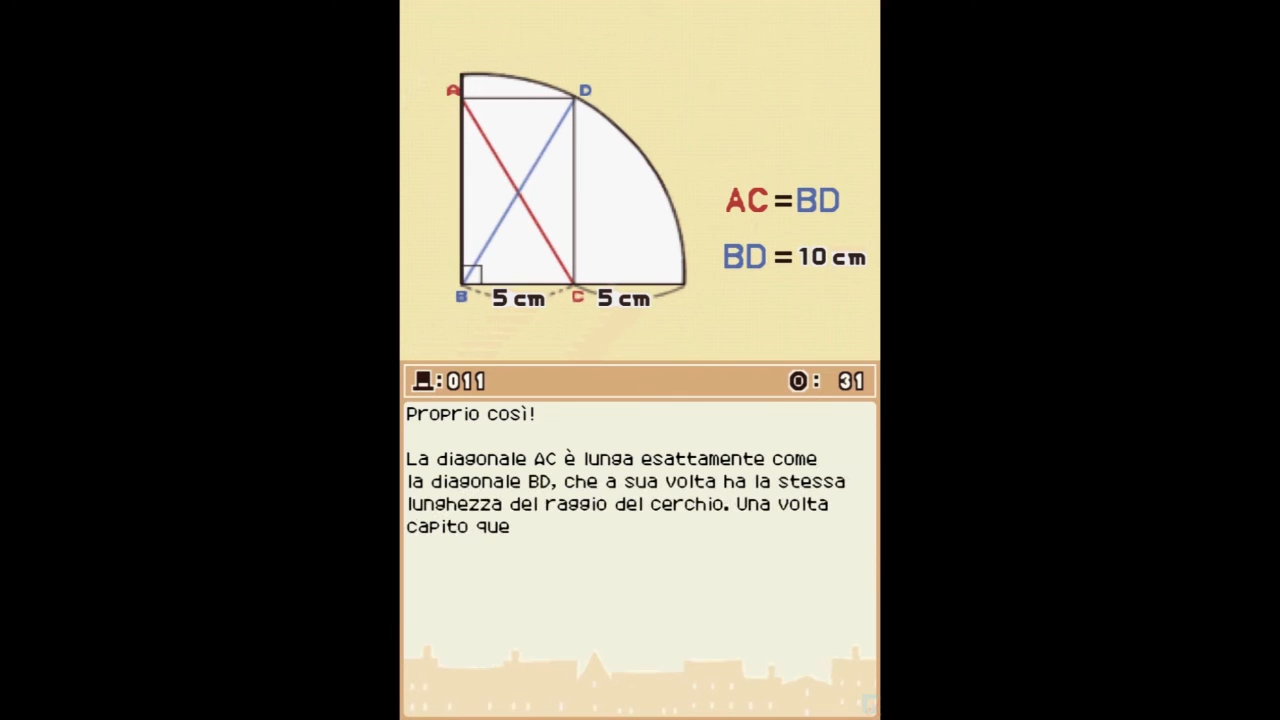 A D
AC=BD
BD=10 cm
B 5 cm C 5 cm
:011 : 31
Proprio così!
La diagonale AC è lunga esattamente come
la diagonale BD, che a sua volta ha la stessa
lunghezza del raggio del cerchio. Una volta
capito que